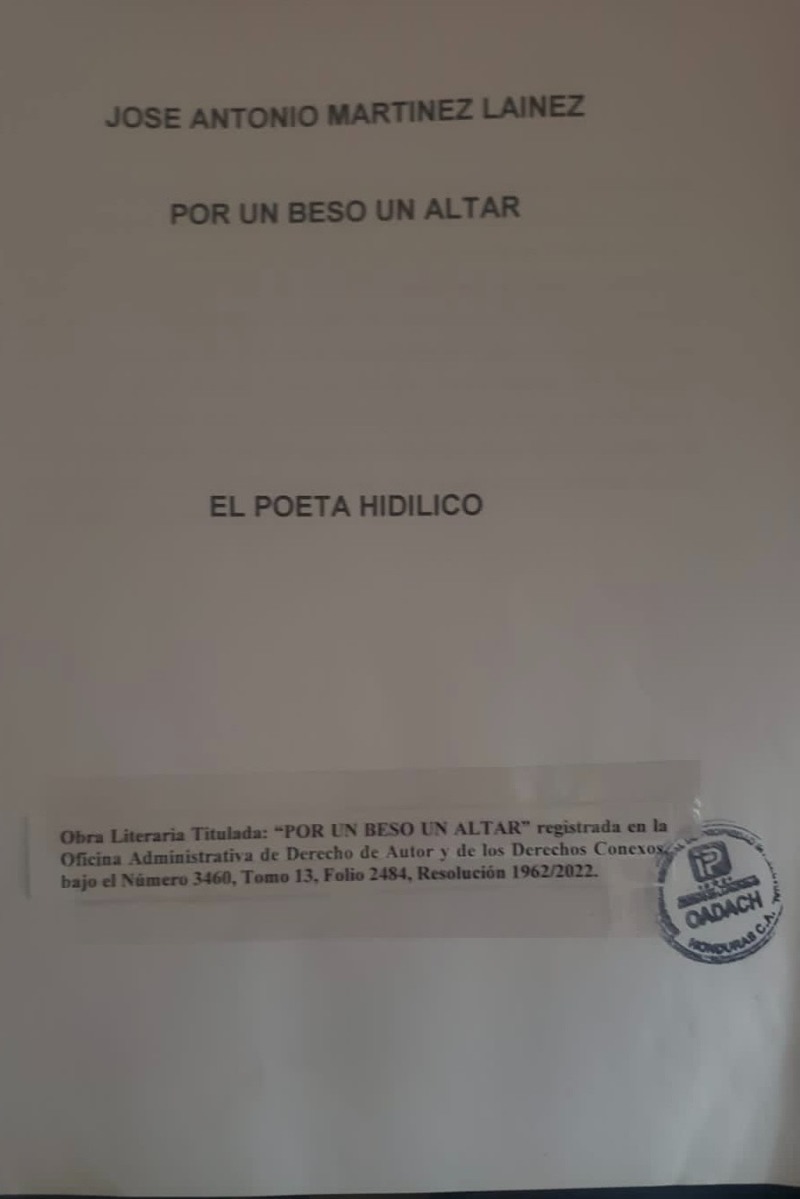 JOSE ANTONIO MARTINEZ LAINEZ
POR UN BESO UN ALTAR
EL POETA HIDILICO
Obra Literaria Titulada: “POR UN BESO UN ALTAR” registrada en la
Oficina Administrativa de Derecho de Autor y de los Derechos Conexos,
bajo el Número 3460, Tomo 13, Folio 2484, Resolución 1962/2022.
OADACH
HONDURAS C.A.